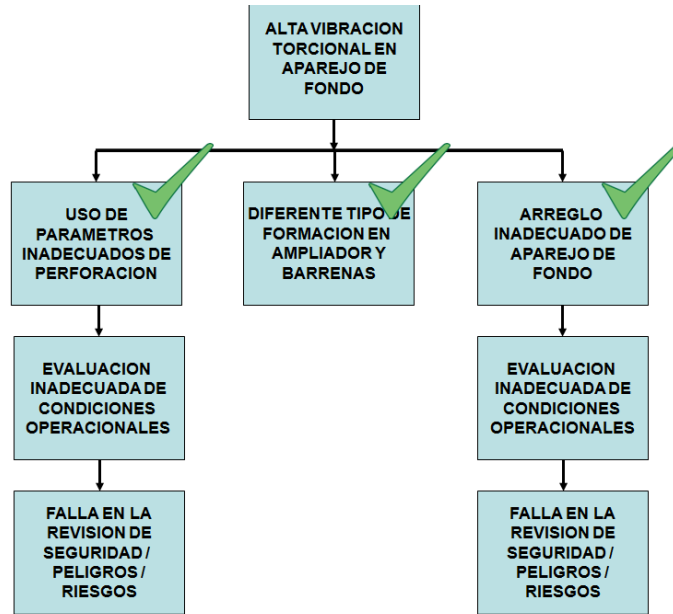 ALTA VIBRACION
TORCIONAL EN
APAREJO DE
FONDO
USO DE
PARAMETROS
INADECUADOS DE
PERFORACION
DIFERENTE TIPO DE
FORMACION EN
AMPLIADOR Y
BARRENAS
ARREGLO
INADECUADO DE
APAREJO DE
FONDO
EVALUACION
INADECUADA DE
CONDICIONES
OPERACIONALES
EVALUACION
INADECUADA DE
CONDICIONES
OPERACIONALES
FALLA EN LA
REVISION DE
SEGURIDAD /
PELIGROS /
RIESGOS
FALLA EN LA
REVISION DE
SEGURIDAD /
PELIGROS /
RIESGOS